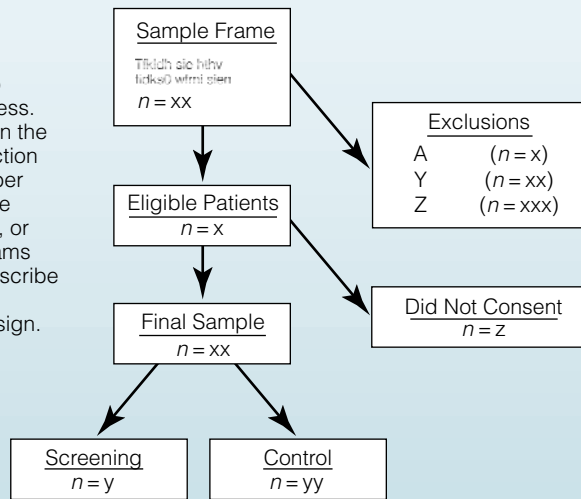 ess.
n the
ction
ber
e
, or
ams
scribe
sign.
Sample Frame
n = xx
Exclusions
A (n = x)
Y (n = xx)
Z (n = xxx)
Eligible Patients
n = x
Did Not Consent
n = z
Final Sample
n = xx
Screening
n = y
Control
n = yy